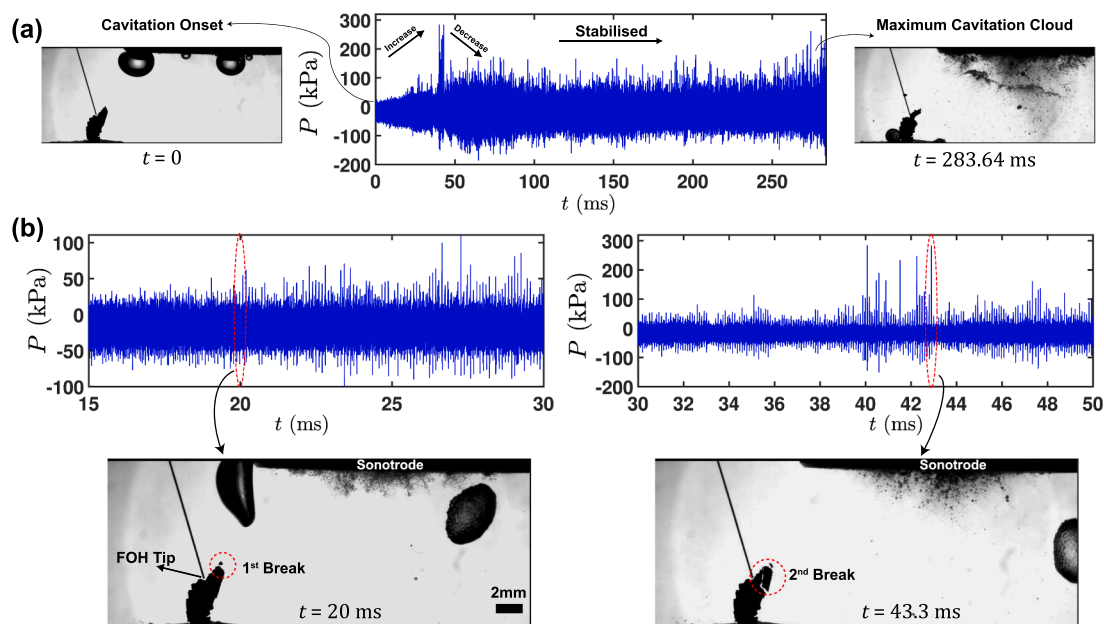 (a)
Cavitation Onset
t = 0
P (kPa)
300
200
100
0
-100
-200
Increase
Decrease
Stabilised
0 50 100 150 200 250
t (ms)
Maximum Cavitation Cloud
t = 283.64 ms
(b)
P (kPa)
100
50
0
-50
-100
15 20 25 30
t (ms)
P (kPa)
300
200
100
0
-100
-200
30 32 34 36 38 40 42 44 46 48 50
t (ms)
Sonotrode
FOH Tip
1st Break
2mm
t = 20 ms
Sonotrode
2nd Break
t = 43.3 ms